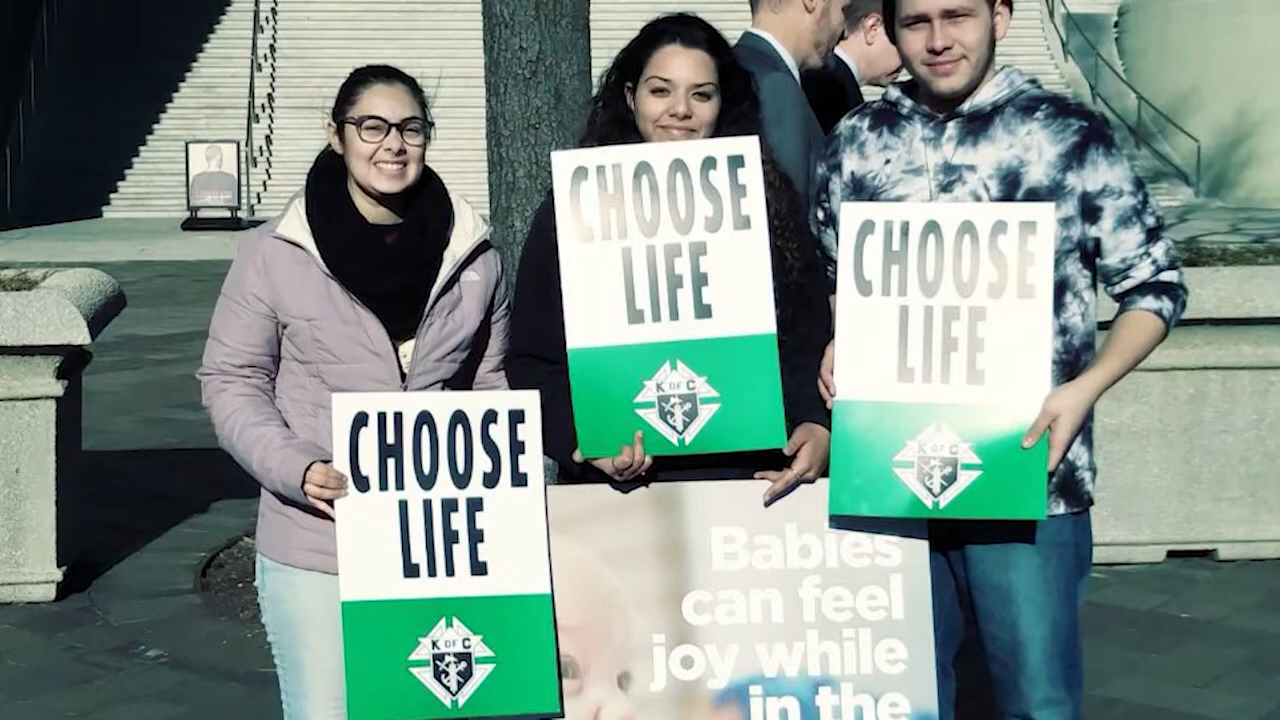 CHOOSE
LIFE
K OF C
CHOOSE
LIFE
K OF C
CHOOSE
LIFE
K OF C
Babies
can feel
joy while
in the